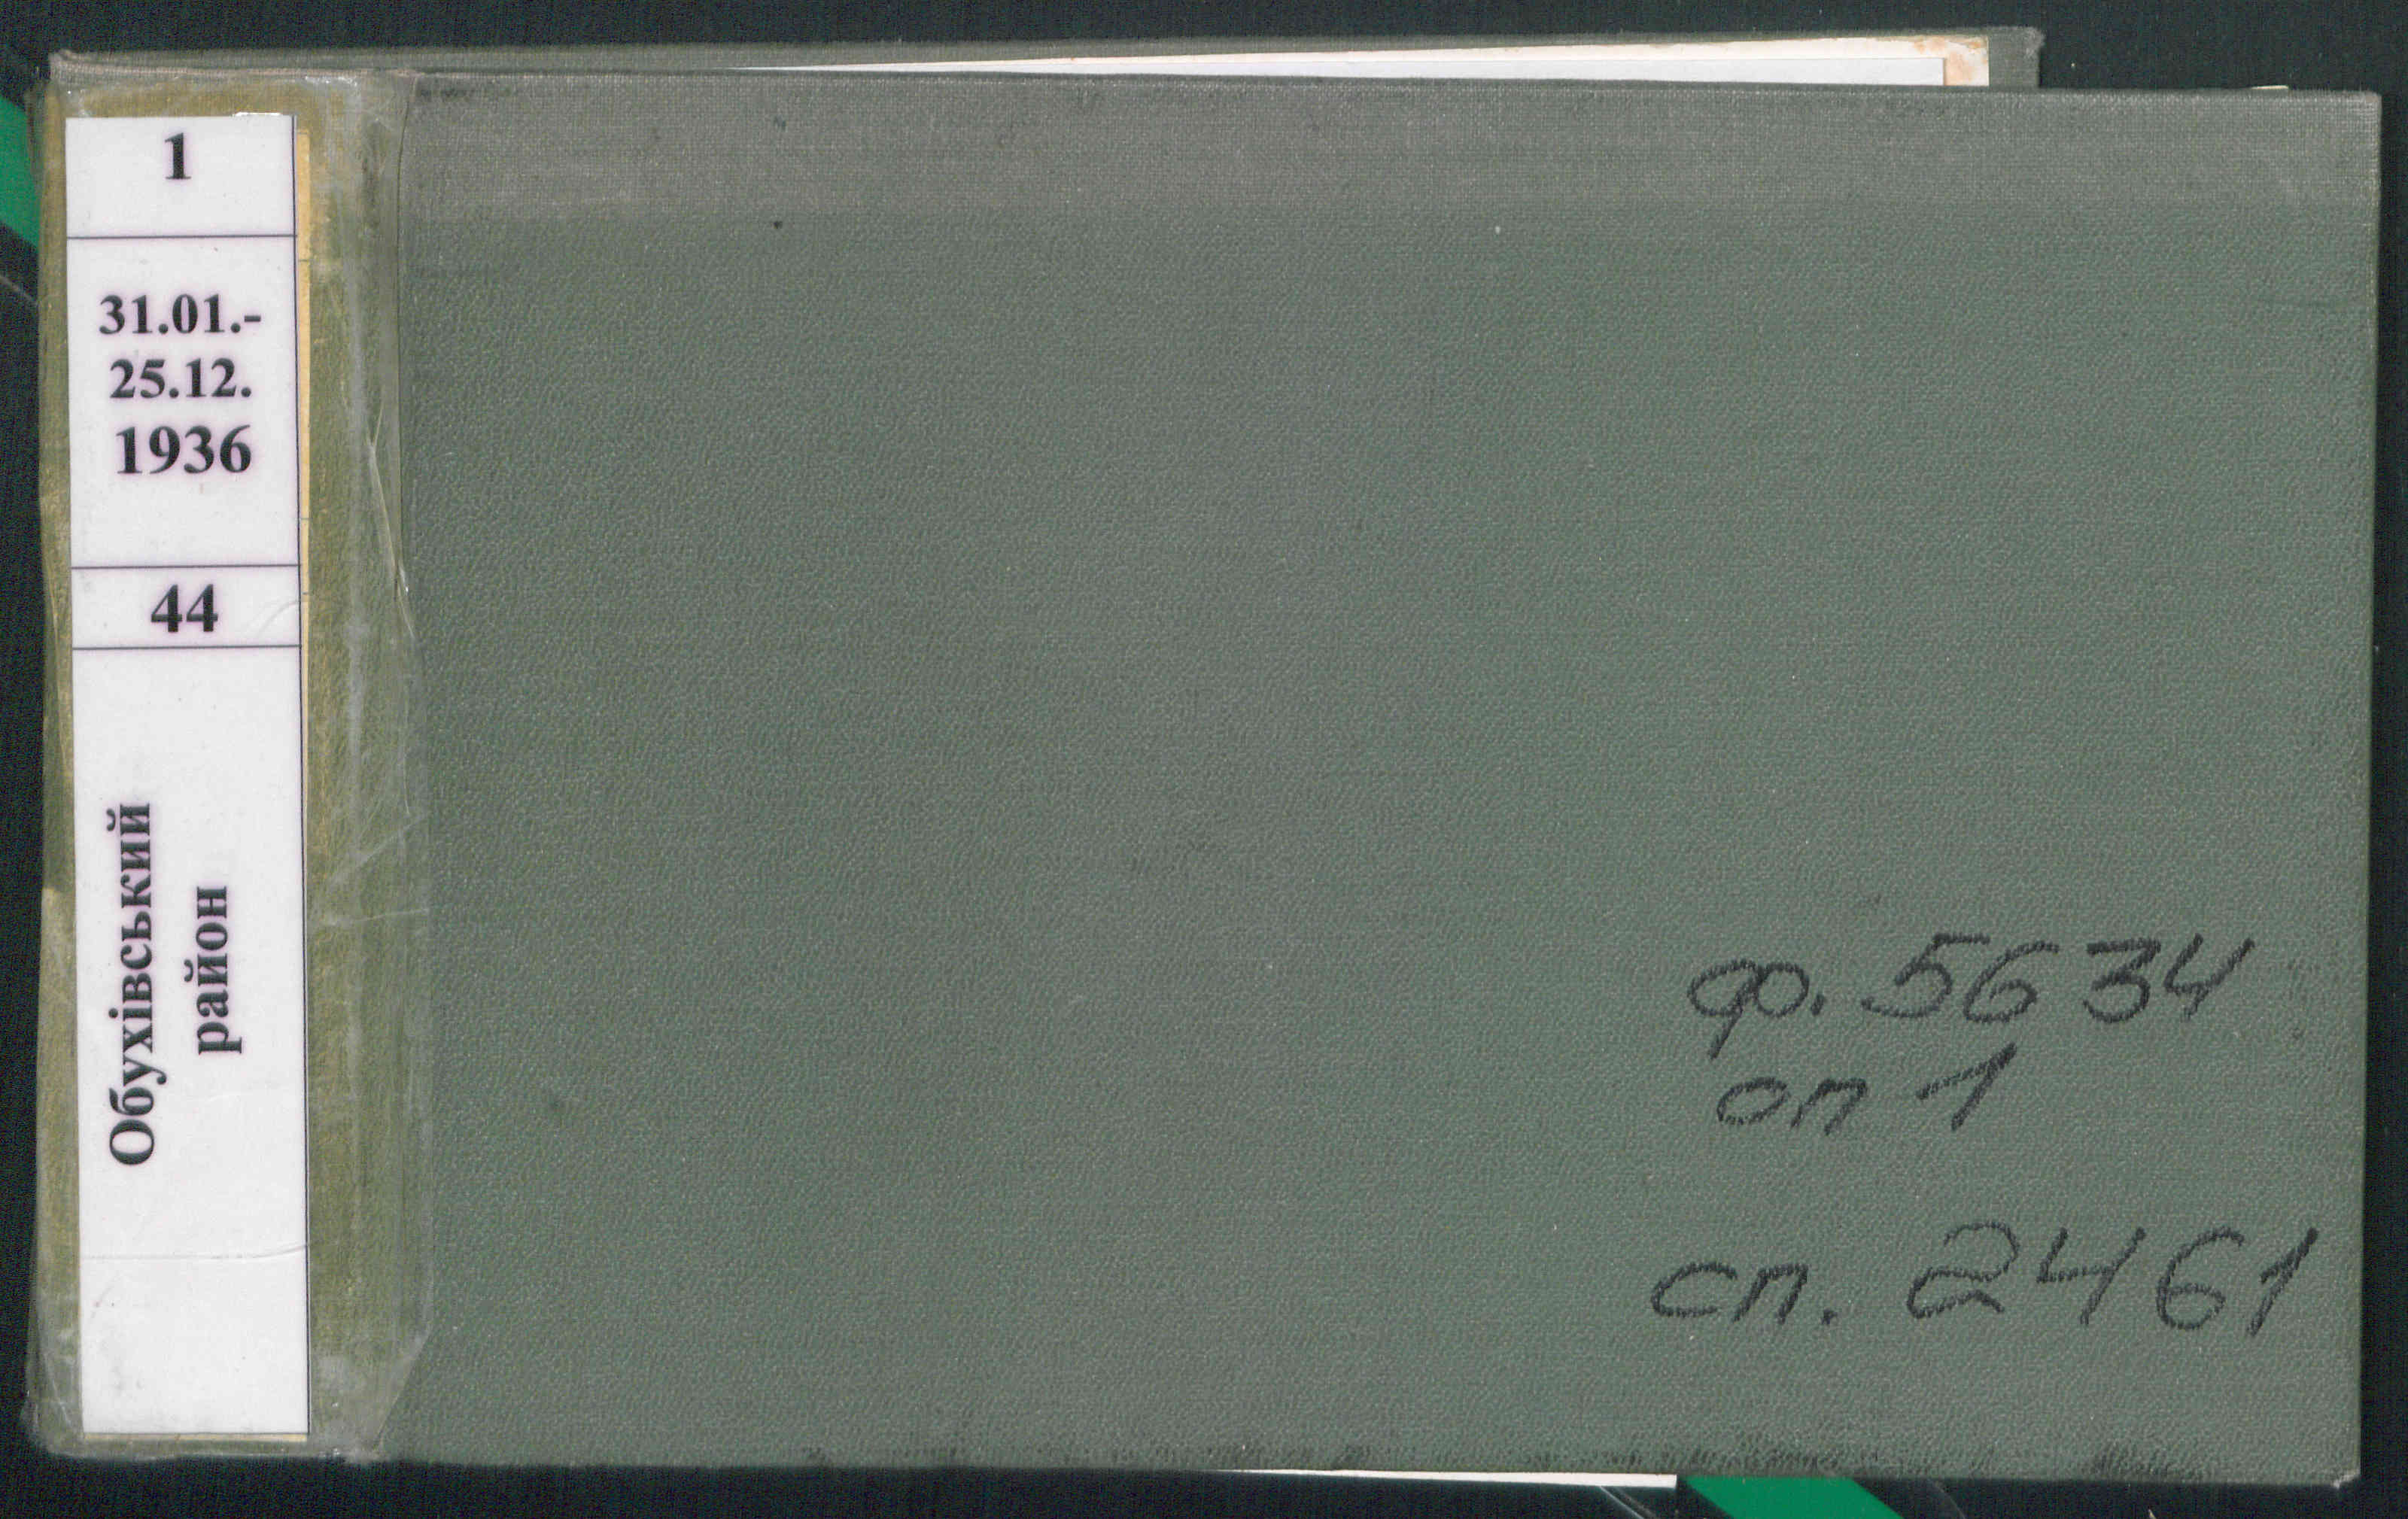 1
31.01.-
25.12.
1936
44
Обухівський
район
ф. 5634
оп 1
сп. 2461